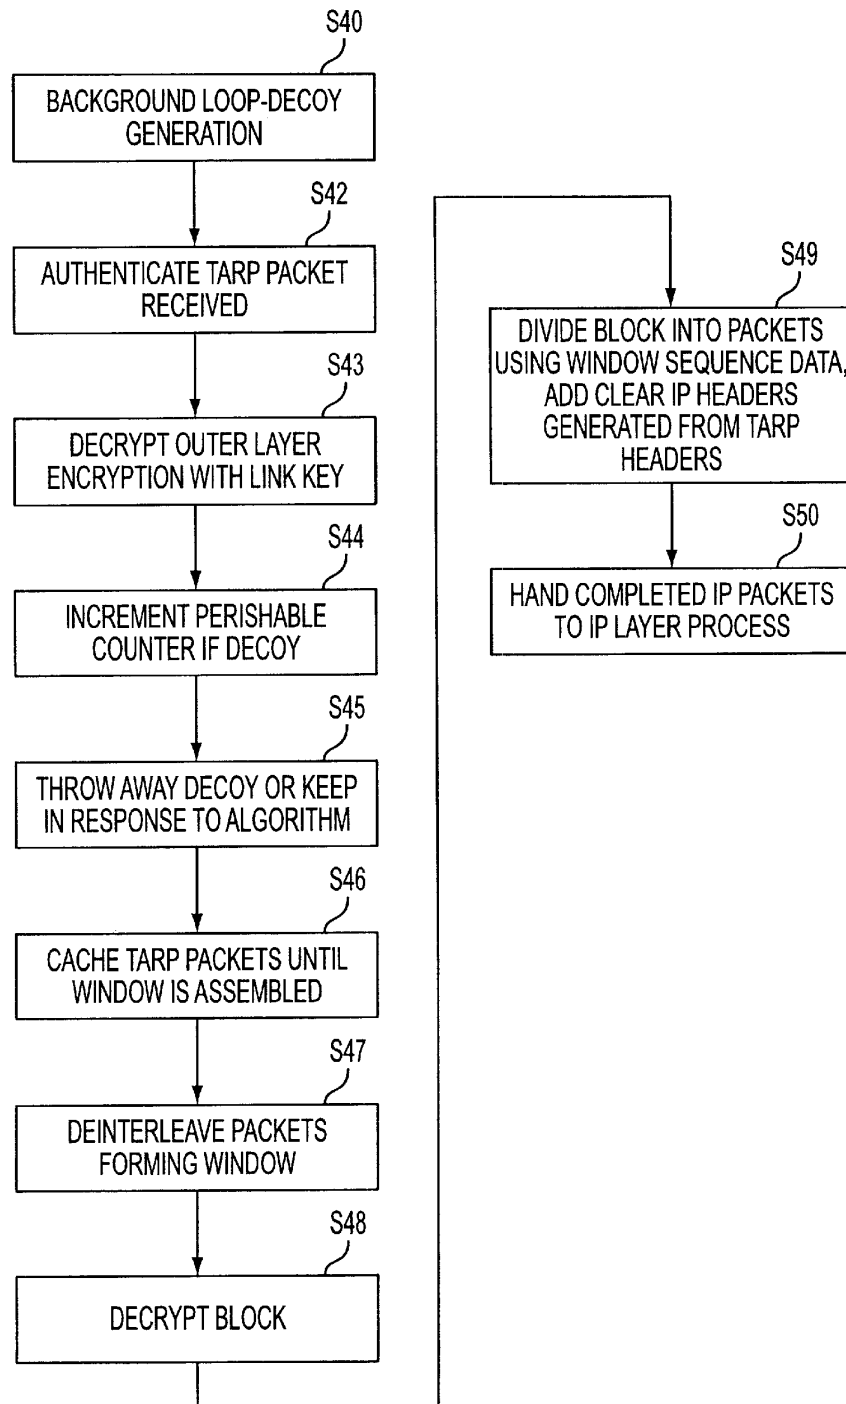 S40
BACKGROUND LOOP-DECOY
GENERATION
S42
AUTHENTICATE TARP PACKET
RECEIVED
S43
DECRYPT OUTER LAYER
ENCRYPTION WITH LINK KEY
S44
INCREMENT PERISHABLE
COUNTER IF DECOY
S45
THROW AWAY DECOY OR KEEP
IN RESPONSE TO ALGORITHM
S46
CACHE TARP PACKETS UNTIL
WINDOW IS ASSEMBLED
S47
DEINTERLEAVE PACKETS
FORMING WINDOW
S48
DECRYPT BLOCK
S49
DIVIDE BLOCK INTO PACKETS
USING WINDOW SEQUENCE DATA,
ADD CLEAR IP HEADERS
GENERATED FROM TARP
HEADERS
S50
HAND COMPLETED IP PACKETS
TO IP LAYER PROCESS